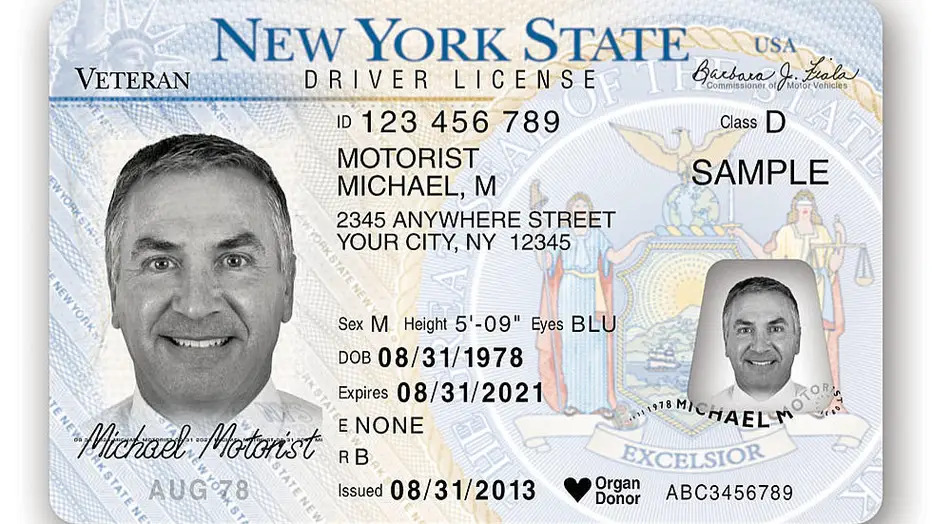 NEW YORK STATE
USA
VETERAN
DRIVER LICENSE
Barbara J. Fiala
Commissioner of Motor Vehicles
ID 123 456 789
Class D
MOTORIST
MICHAEL, M
SAMPLE
2345 ANYWHERE STREET
YOUR CITY, NY 12345
Sex M Height 5'-09" Eyes BLU
DOB 08/31/1978
Expires 08/31/2021
E NONE
R B
Issued 08/31/2013
Organ
Donor
ABC3456789
Michael Motorist
AUG 78
1978 MICHAEL M MOTORIST
EXCELSIOR
NEW YORK STATE